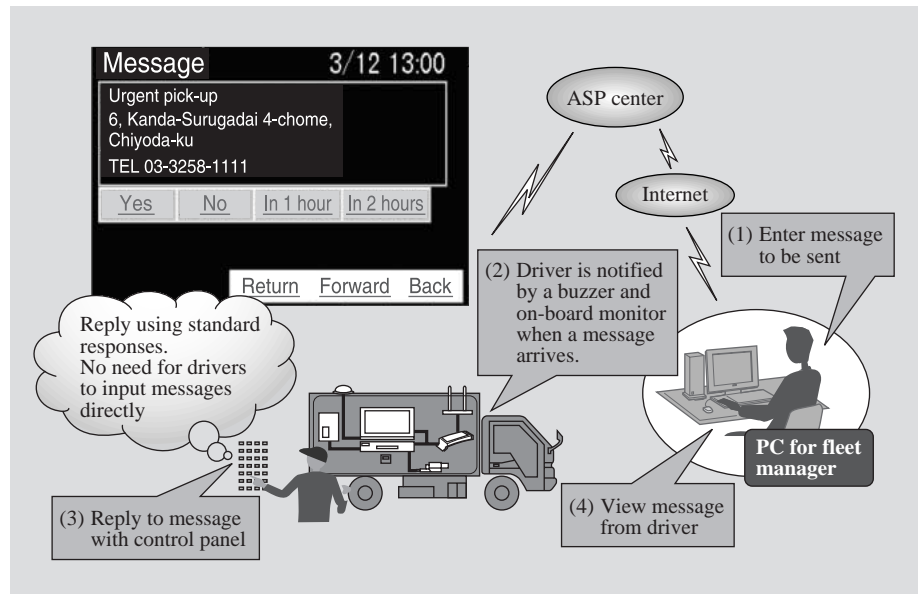 Message 3/12 13:00
Urgent pick-up
6, Kanda-Surugadai 4-chome,
Chiyoda-ku
TEL 03-3258-1111
Yes No In 1 hour In 2 hours
Return Forward Back
ASP center
Internet
(1) Enter message
to be sent
(2) Driver is notified
by a buzzer and
on-board monitor
when a message
arrives.
Reply using standard
responses.
No need for drivers
to input messages
directly
PC for fleet
manager
(3) Reply to message
with control panel
(4) View message
from driver